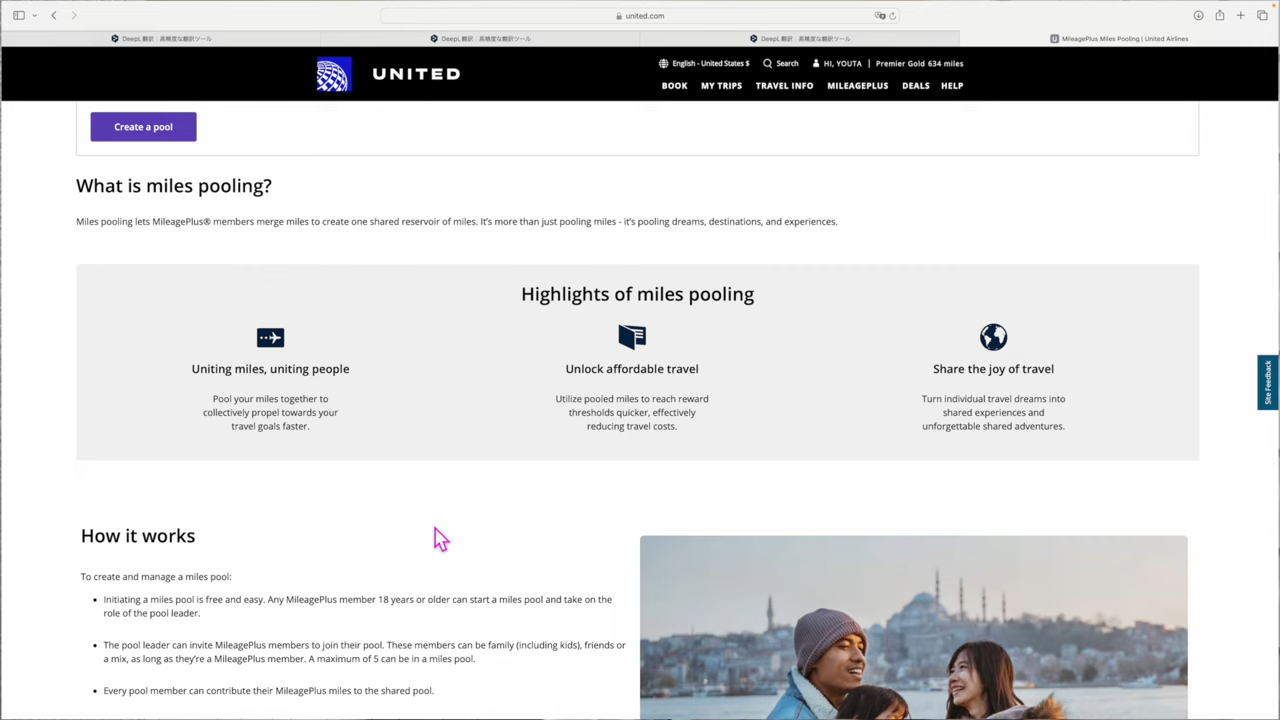 united.com
DeepL 翻訳：高精度な翻訳ツール
DeepL 翻訳：高精度な翻訳ツール
DeepL 翻訳：高精度な翻訳ツール
MileagePlus Miles Pooling | United Airlines
UNITED
English - United States $
Search
HI, YOUTA | Premier Gold 634 miles
BOOK
MY TRIPS
TRAVEL INFO
MILEAGEPLUS
DEALS
HELP
Create a pool
What is miles pooling?
Miles pooling lets MileagePlus® members merge miles to create one shared reservoir of miles. It's more than just pooling miles - it's pooling dreams, destinations, and experiences.
Highlights of miles pooling
Uniting miles, uniting people
Pool your miles together to
collectively propel towards your
travel goals faster.
Unlock affordable travel
Utilize pooled miles to reach reward
thresholds quicker, effectively
reducing travel costs.
Share the joy of travel
Turn individual travel dreams into
shared experiences and
unforgettable shared adventures.
Site Feedback
How it works
To create and manage a miles pool:
• Initiating a miles pool is free and easy. Any MileagePlus member 18 years or older can start a miles pool and take on the
role of the pool leader.
• The pool leader can invite MileagePlus members to join their pool. These members can be family (including kids), friends or
a mix, as long as they're a MileagePlus member. A maximum of 5 can be in a miles pool.
• Every pool member can contribute their MileagePlus miles to the shared pool.